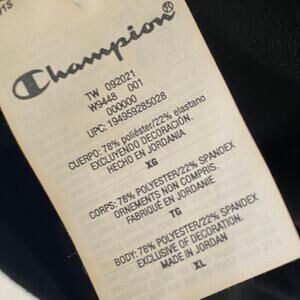 Champion
TW 092021
W9448 001
000000
UPC: 194959285028
CUERPO: 78% poliéster/22% elastano
EXCLUYENDO DECORACIÓN.
HECHO EN JORDANIA
XG
CORPS: 78% POLYESTER/22% SPANDEX
ORNEMENTS NON COMPRIS.
FABRIQUÉ EN JORDANIE
TG
BODY: 78% POLYESTER/22% SPANDEX
EXCLUSIVE OF DECORATION.
MADE IN JORDAN
XL